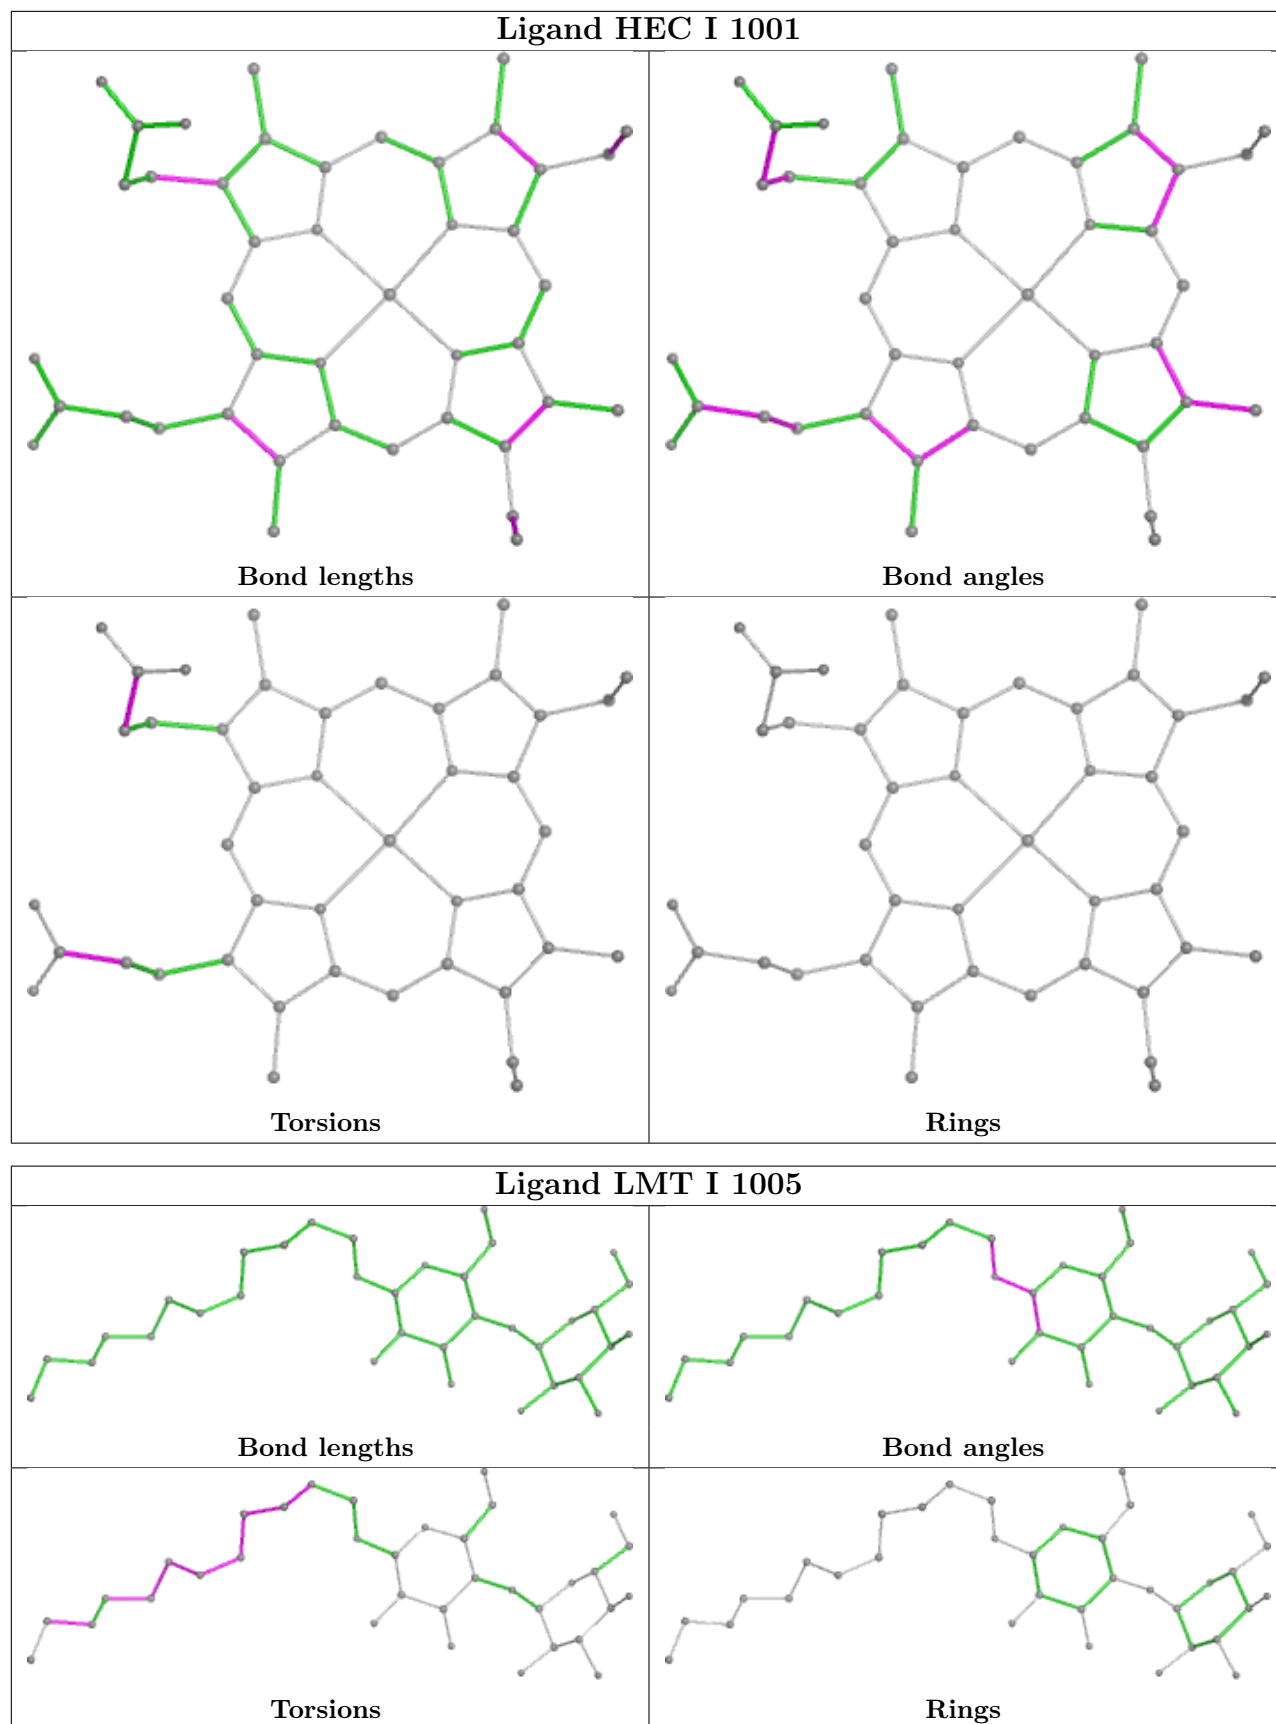 Ligand HEC I 1001
Bond lengths
Bond angles
Torsions
Rings
Ligand LMT I 1005
Bond lengths
Bond angles
Torsions
Rings